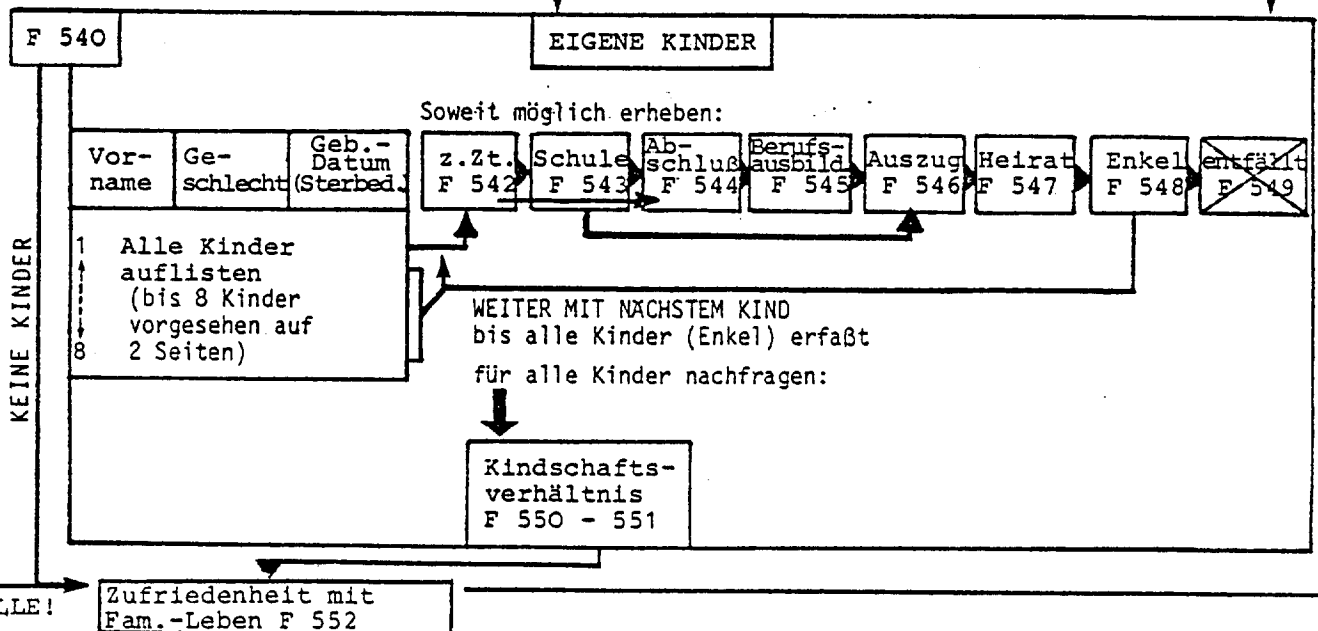 F 540
EIGENE KINDER
Soweit möglich erheben:
Vor-
name
Ge-
schlecht
Geb.-
Datum
(Sterbed.)
z.Zt.
F 542
Schule
F 543
Ab-
schluß
F 544
Berufs-
ausbild.
F 545
Auszug
F 546
Heirat
F 547
Enkel
F 548
entfällt
F 549
KEINE KINDER
1 Alle Kinder
auflisten
(bis 8 Kinder
vorgesehen auf
8 2 Seiten)
WEITER MIT NÄCHSTEM KIND
bis alle Kinder (Enkel) erfaßt
für alle Kinder nachfragen:
Kindschafts-
verhältnis
F 550 - 551
LLE!
Zufriedenheit mit
Fam.-Leben F 552